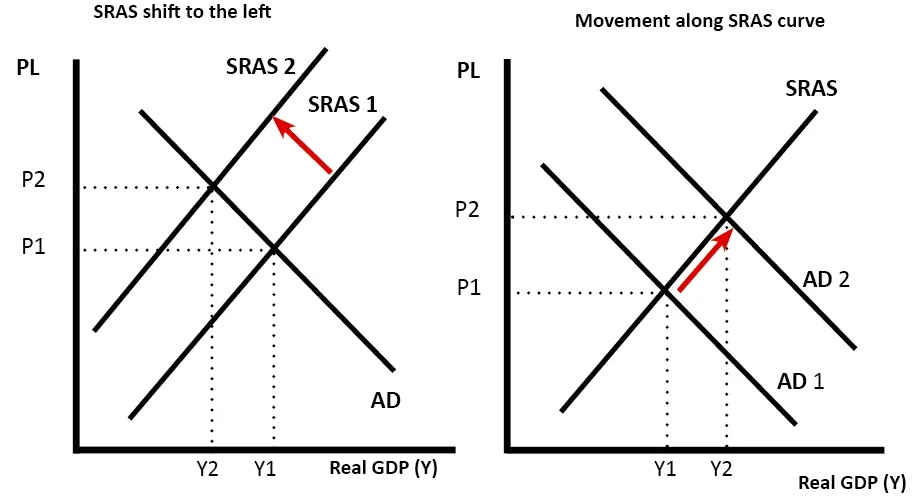 SRAS shift to the left
PL
SRAS 2
SRAS 1
P2
P1
AD
Y2
Y1
Real GDP (Y)
Movement along SRAS curve
PL
SRAS
P2
P1
AD 2
AD 1
Y1
Y2
Real GDP (Y)